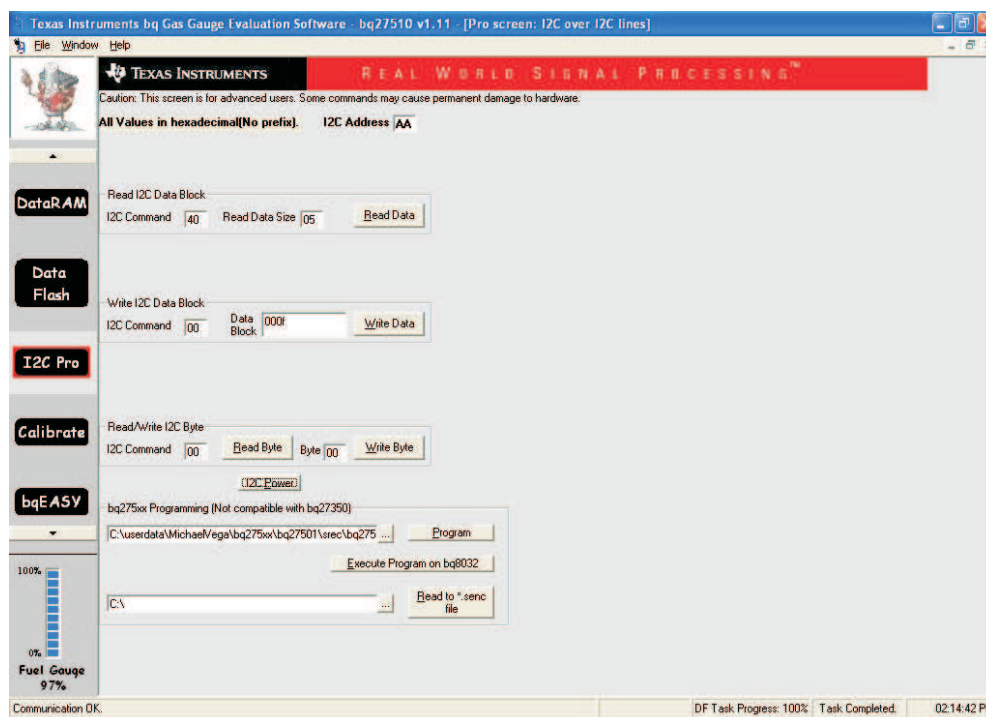 Texas Instruments bq Gas Gauge Evaluation Software - bq27510 v1.11 - [Pro screen: I2C over I2C lines]
File Window Help
TEXAS INSTRUMENTS
REAL WORLD SIGNAL PROCESSING™
Caution: This screen is for advanced users. Some commands may cause permanent damage to hardware.
All Values in hexadecimal(No prefix). I2C Address AA
DataRAM
Data
Flash
I2C Pro
Calibrate
bqEASY
100%
0%
Fuel Gauge
97%
Read I2C Data Block
I2C Command 40 Read Data Size 05 Read Data
Write I2C Data Block
I2C Command 00 Data Block 000f Write Data
Read/Write I2C Byte
I2C Command 00 Read Byte Byte 00 Write Byte
I2C Power
bq275xx Programming (Not compatible with bq27350)
C:\userdata\MichaelVega\bq275xx\bq27501\srec\bq275 ... Program
Execute Program on bq8032
C:\ ... Read to *.senc
file
Communication OK. DF Task Progress: 100% Task Completed. 02:14:42 P